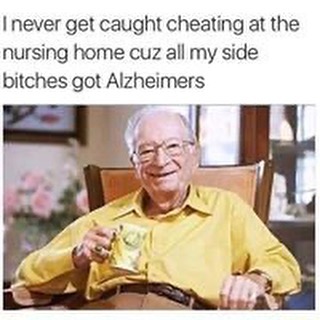 I never get caught cheating at the
nursing home cuz all my side
bitches got Alzheimers